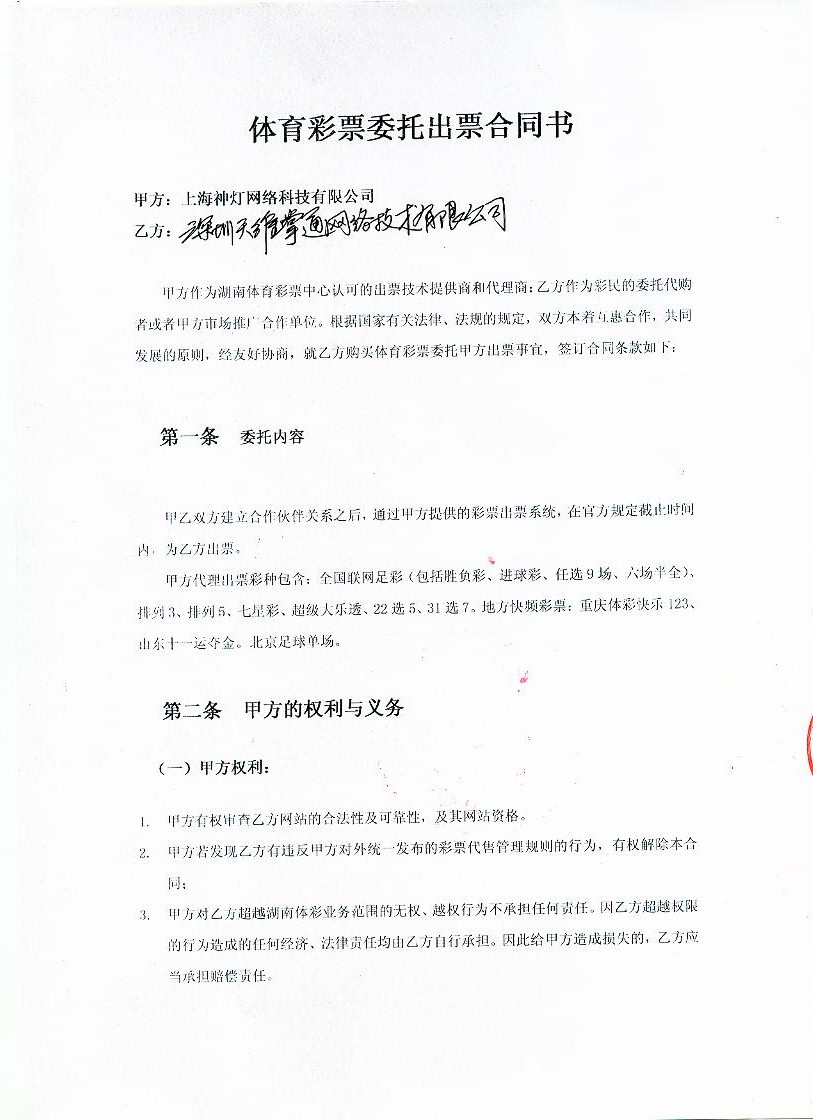 体育彩票委托出票合同书
甲方：上海神灯网络科技有限公司
乙方：深圳天维掌通网络技术有限公司
甲方作为湖南体育彩票中心认可的出票技术提供商和代理商；乙方作为彩民的委托代购
者或者甲方市场推广合作单位。根据国家有关法律、法规的规定，双方本着互惠合作，共同
发展的原则，经友好协商，就乙方购买体育彩票委托甲方出票事宜，签订合同条款如下：
第一条 委托内容
甲乙双方建立合作伙伴关系之后，通过甲方提供的彩票出票系统，在官方规定截止时间
内，为乙方出票。
甲方代理出票彩种包含：全国联网足彩（包括胜负彩、进球彩、任选9场、六场半全）、
排列3、排列5、七星彩、超级大乐透、22选5、31选7。地方快频彩票：重庆体彩快乐123、
山东十一运夺金。北京足球单场。
第二条 甲方的权利与义务
（一）甲方权利：
1. 甲方有权审查乙方网站的合法性及可靠性，及其网站资格。
2. 甲方若发现乙方有违反甲方对外统一发布的彩票代售管理规则的行为，有权解除本合
同；
3. 甲方对乙方超越湖南体彩业务范围的无权、越权行为不承担任何责任。因乙方超越权限
的行为造成的任何经济、法律责任均由乙方自行承担。因此给甲方造成损失的，乙方应
当承担赔偿责任。